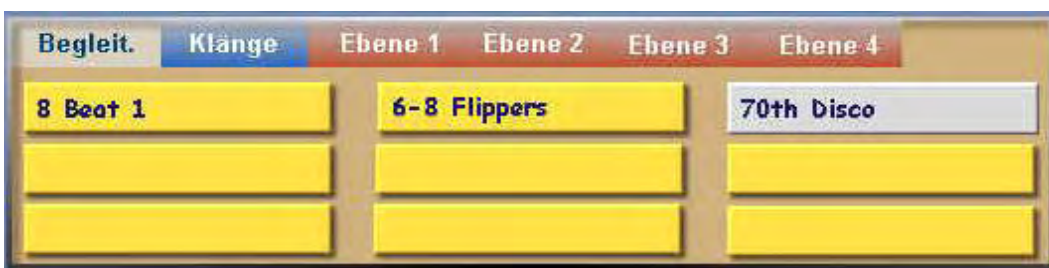 Begleit. Klänge Ebene 1 Ebene 2 Ebene 3 Ebene 4
8 Beat 1 6-8 Flippers 70th Disco